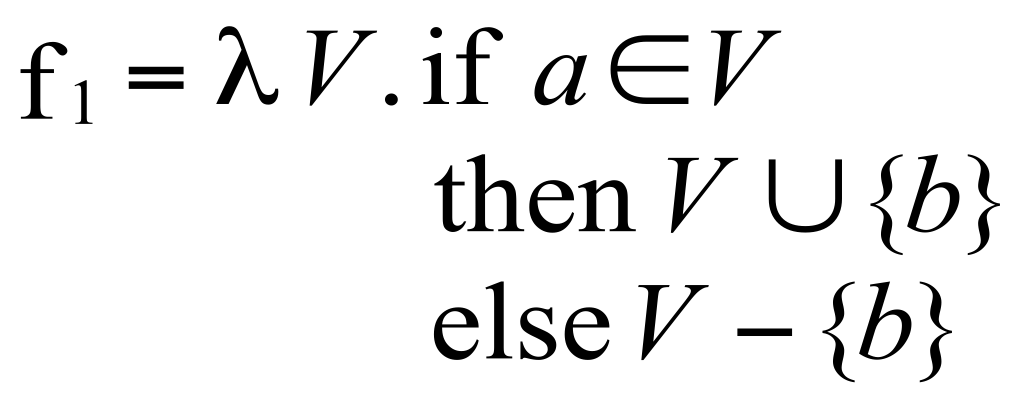 f₁ = λ V . if a ∈ V
then V ∪ {b}
else V − {b}